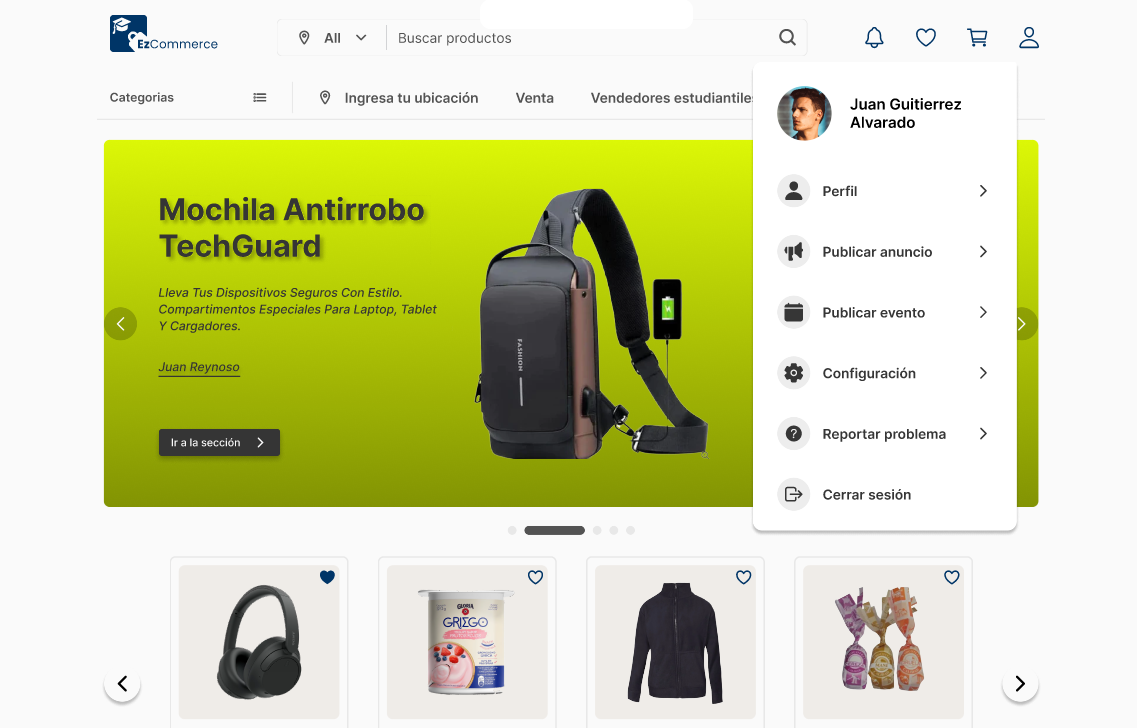 EzCommerce
All
Buscar productos
Categorias
Ingresa tu ubicación
Venta
Vendedores estudiantiles
Juan Guitierrez
Alvarado
Perfil
Publicar anuncio
Publicar evento
Configuración
Reportar problema
Cerrar sesión
Mochila Antirrobo
TechGuard
Lleva Tus Dispositivos Seguros Con Estilo.
Compartimentos Especiales Para Laptop, Tablet
Y Cargadores.
Juan Reynoso
Ir a la sección
FASHION
GLORIA
GRIEGO